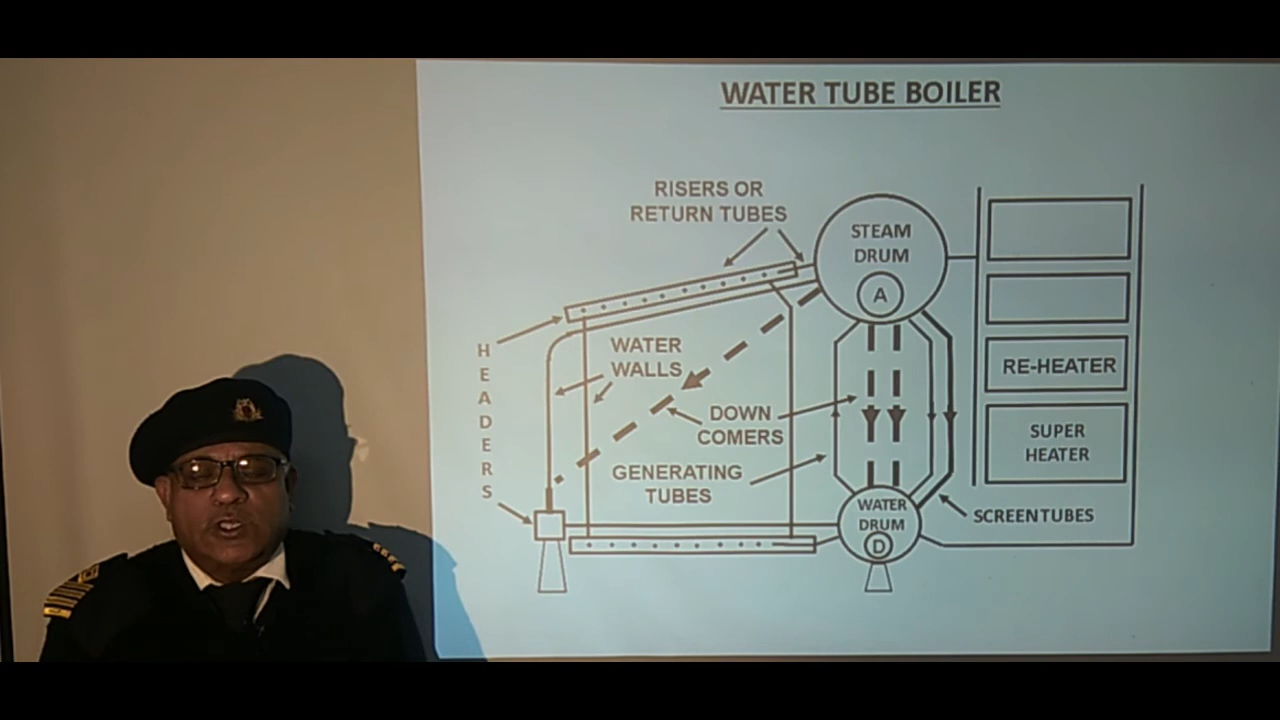 WATER TUBE BOILER
RISERS OR
RETURN TUBES
STEAM
DRUM
A
HEADERS
WATER
WALLS
RE-HEATER
DOWN
COMERS
SUPER
HEATER
GENERATING
TUBES
WATER
DRUM
D
SCREENTUBES